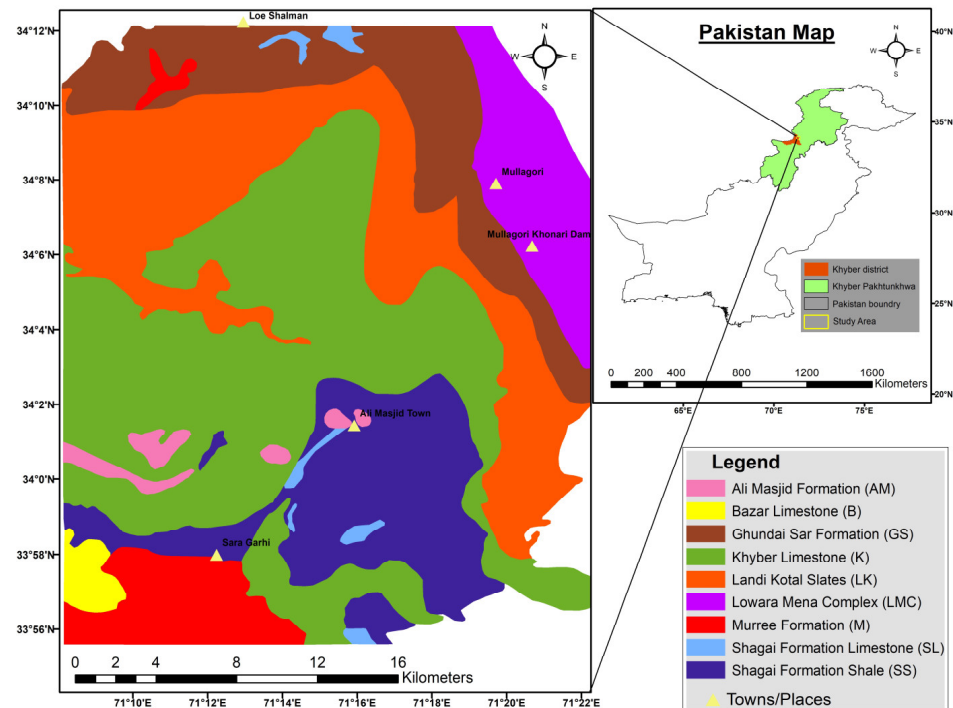 Loe Shalman
34°12'N
34°10'N
34°8'N
34°6'N
34°4'N
34°2'N
34°0'N
33°58'N
33°56'N
N
W
E
S
Mullagori
Mullagori Khonari Dam
Ali Masjid Town
Sara Garhi
0 2 4 8 12 16
Kilometers
71°10'E
71°12'E
71°14'E
71°16'E
71°18'E
71°20'E
71°22'E
Pakistan Map
N
W
E
S
40°N
35°N
30°N
25°N
20°N
Khyber district
Khyber Pakhtunkhwa
Pakistan boundry
Study Area
0 200 400 800 1200 1600
Kilometers
65°E
70°E
75°E
Legend
Ali Masjid Formation (AM)
Bazar Limestone (B)
Ghundai Sar Formation (GS)
Khyber Limestone (K)
Landi Kotal Slates (LK)
Lowara Mena Complex (LMC)
Murree Formation (M)
Shagai Formation Limestone (SL)
Shagai Formation Shale (SS)
Towns/Places